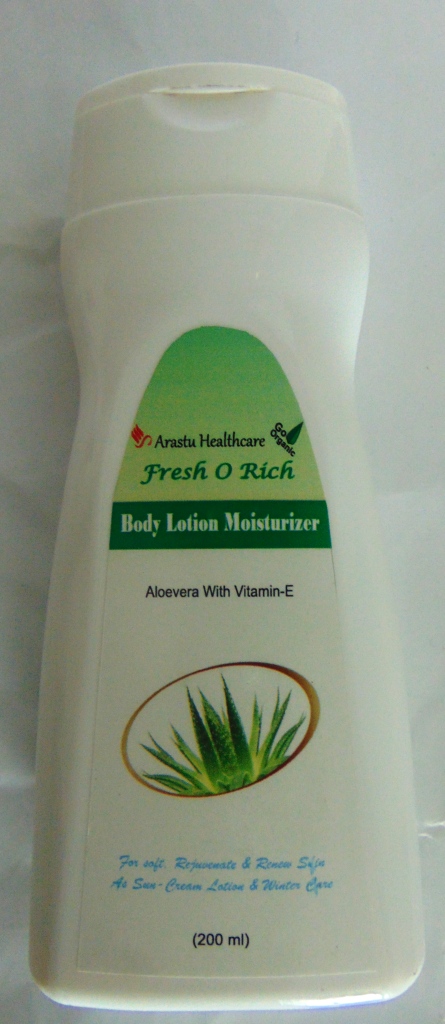 Arastu Healthcare
Go Organic
Fresh O Rich
Body Lotion Moisturizer
Aloevera With Vitamin-E
For soft, Rejuvenate & Renew Skin
As Sun-Cream Lotion & Winter Care
(200 ml)